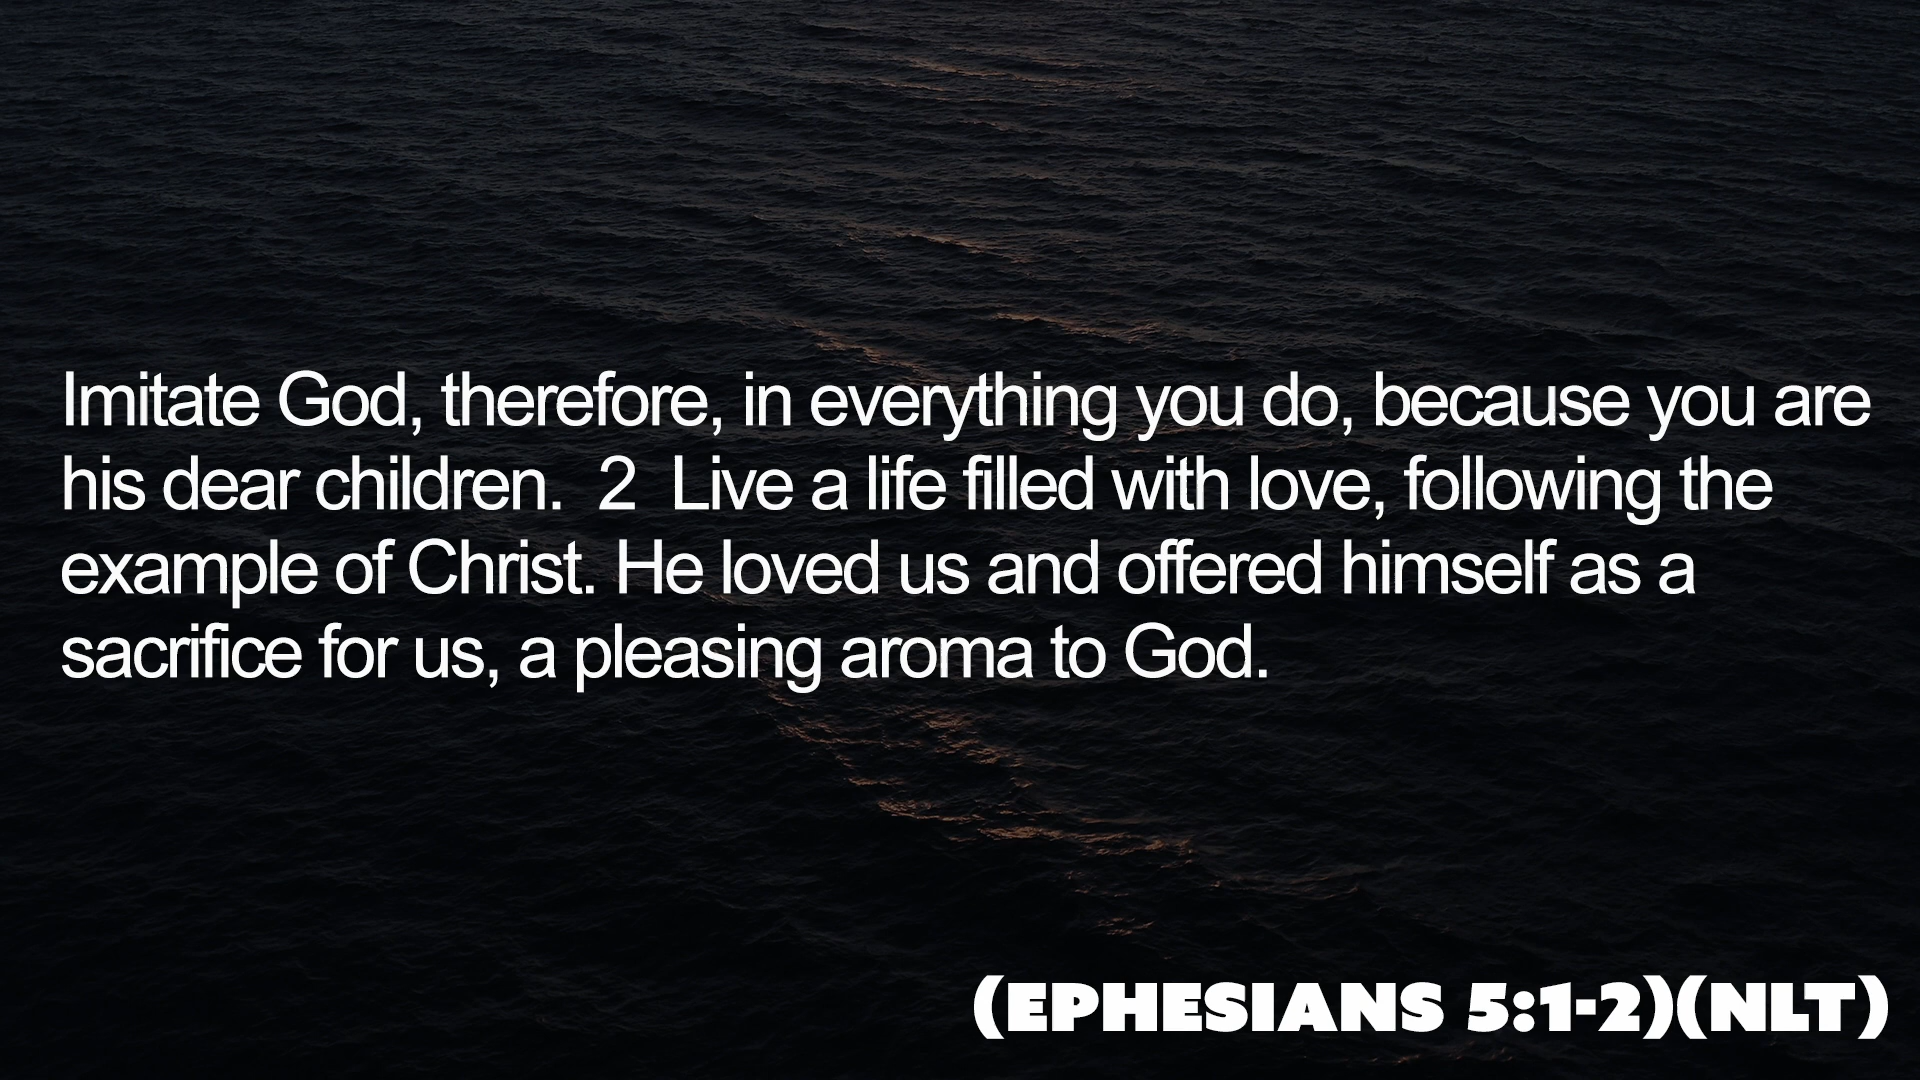 Imitate God, therefore, in everything you do, because you are
his dear children.  2  Live a life filled with love, following the
example of Christ. He loved us and offered himself as a
sacrifice for us, a pleasing aroma to God.
(EPHESIANS 5:1-2)(NLT)